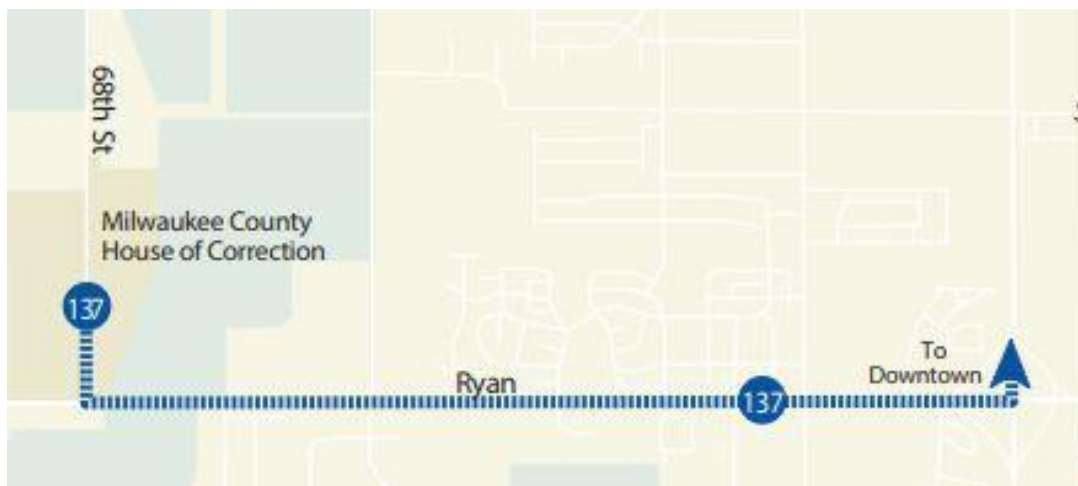 68th St
Milwaukee County
House of Correction
137
Ryan
137
To
Downtown